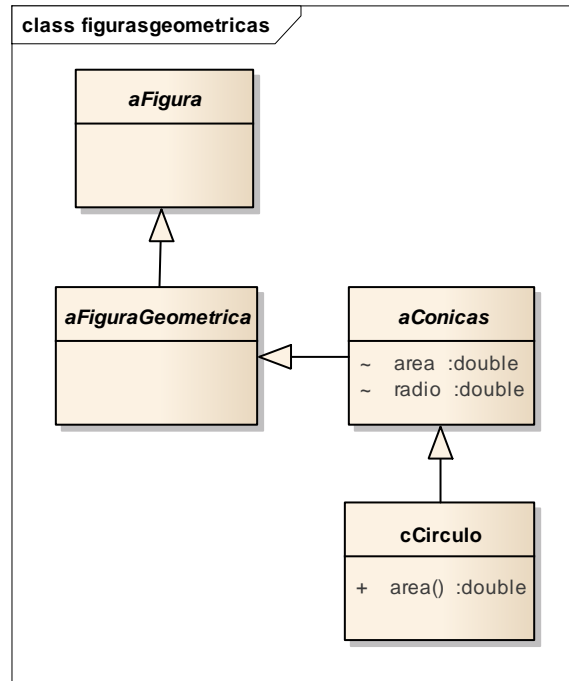 class figurasgeometricas
aFigura
aFiguraGeometrica
aConicas
~ area :double
~ radio :double
cCirculo
+ area() :double